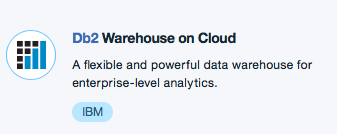 Db2 Warehouse on Cloud
A flexible and powerful data warehouse for
enterprise-level analytics.
IBM